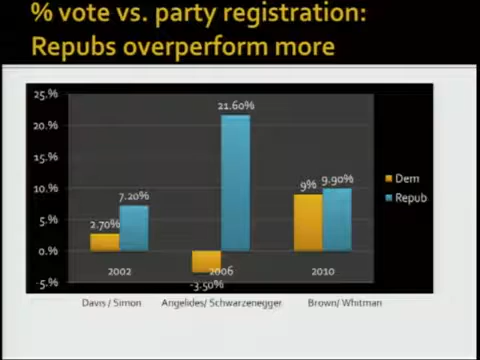 % vote vs. party registration:
Repubs overperform more
25.%
20.%
15.%
10.%
5.%
0.%
-5.%
2.70%
7.20%
-3.50%
21.60%
9%
9.90%
2002
2006
2010
Dem
Repub
Davis / Simon
Angelides/ Schwarzenegger
Brown/ Whitman